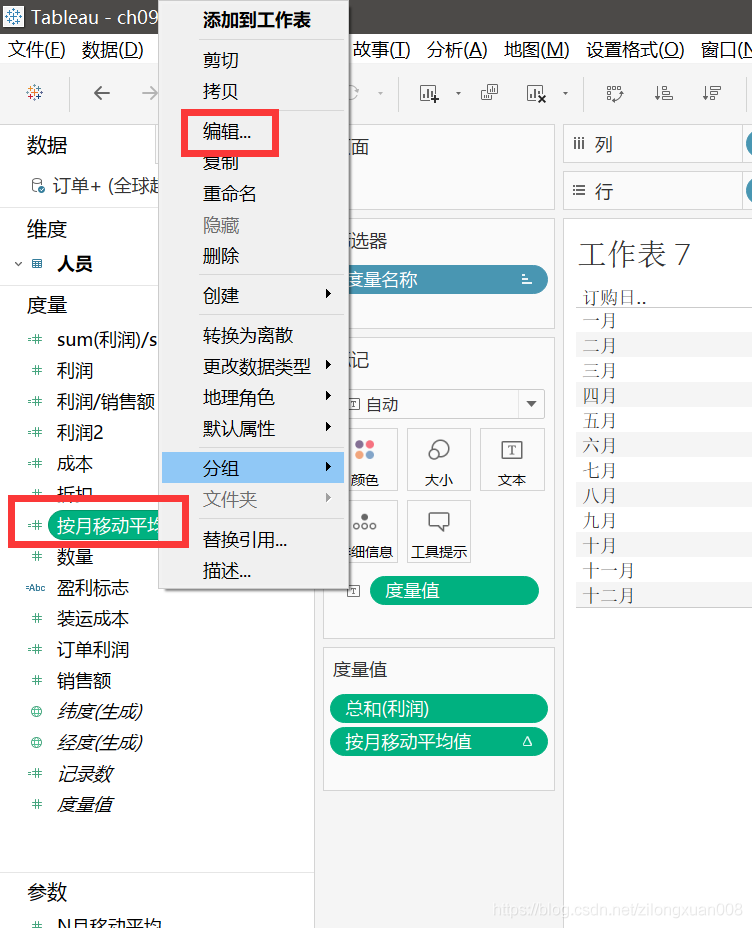 Tableau - ch09
文件(F) 数据(D) 故事(T) 分析(A) 地图(M) 设置格式(O) 窗口(N
添加到工作表
剪切
拷贝
编辑...
复制
重命名
隐藏
删除
创建
转换为离散
更改数据类型
地理角色
默认属性
分组
文件夹
替换引用...
描述...
数据
订单+ (全球超
维度
人员
度量
sum(利润)/s
利润
利润/销售额
利润2
成本
折扣
按月移动平均
数量
Abc 盈利标志
装运成本
订单利润
销售额
纬度(生成)
经度(生成)
记录数
度量值
参数
N月移动平均
页面
筛选器
度量名称
标记
T 自动
颜色
大小
T
文本
详细信息
工具提示
T 度量值
度量值
总和(利润)
按月移动平均值 Δ
iii 列
行
工作表 7
订购日..
一月
二月
三月
四月
五月
六月
七月
八月
九月
十月
十一月
十二月
https://blog.csdn.net/zilongxuan008